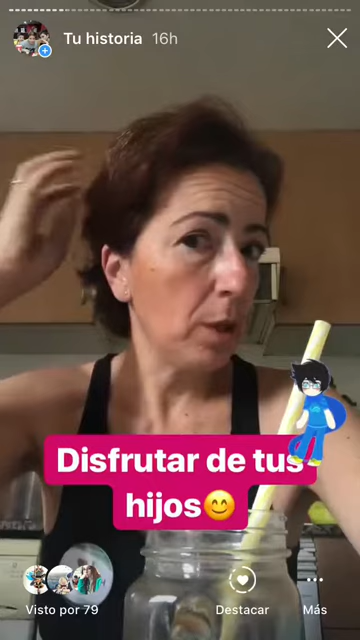 Tu historia 16h
Disfrutar de tus
hijos😊
Visto por 79
Destacar
Más